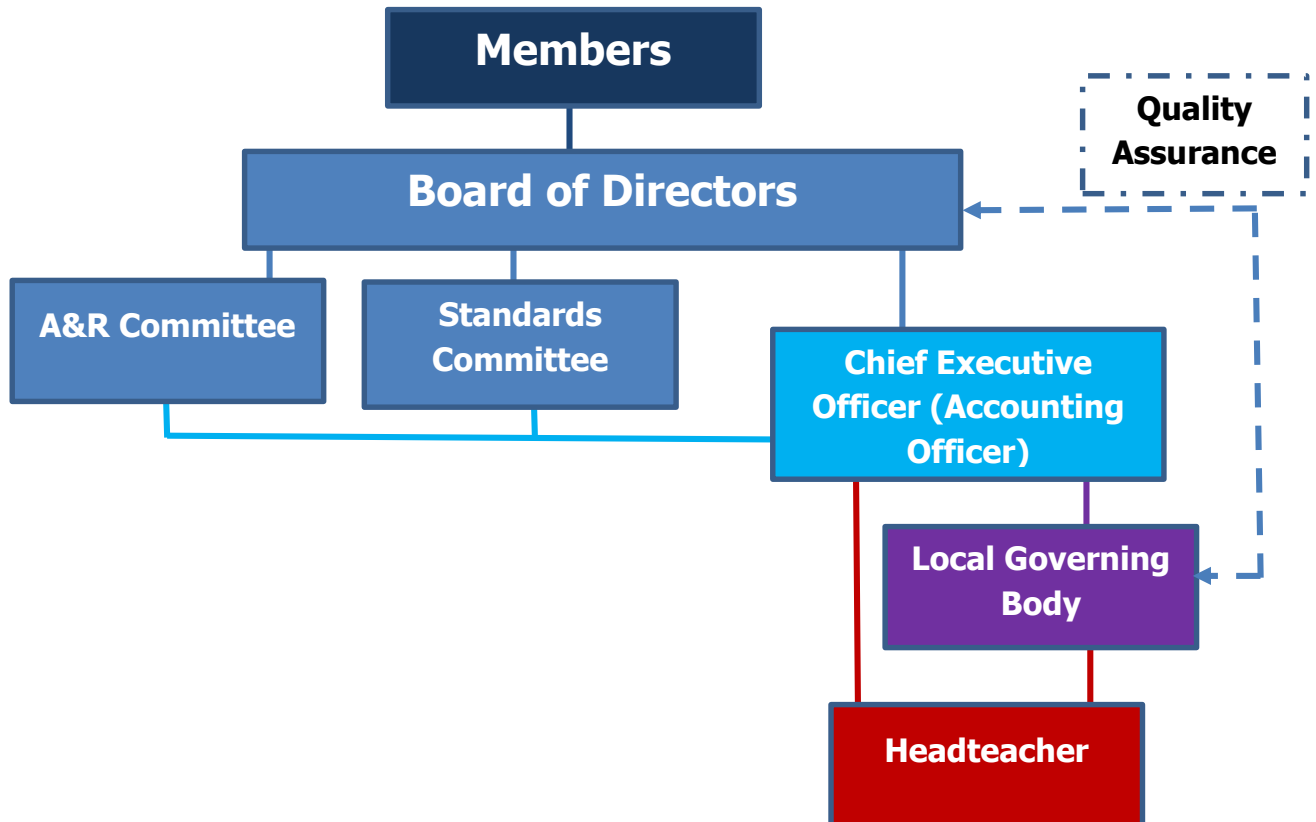 Members
Quality
Assurance
Board of Directors
A&R Committee
Standards
Committee
Chief Executive
Officer (Accounting
Officer)
Local Governing
Body
Headteacher